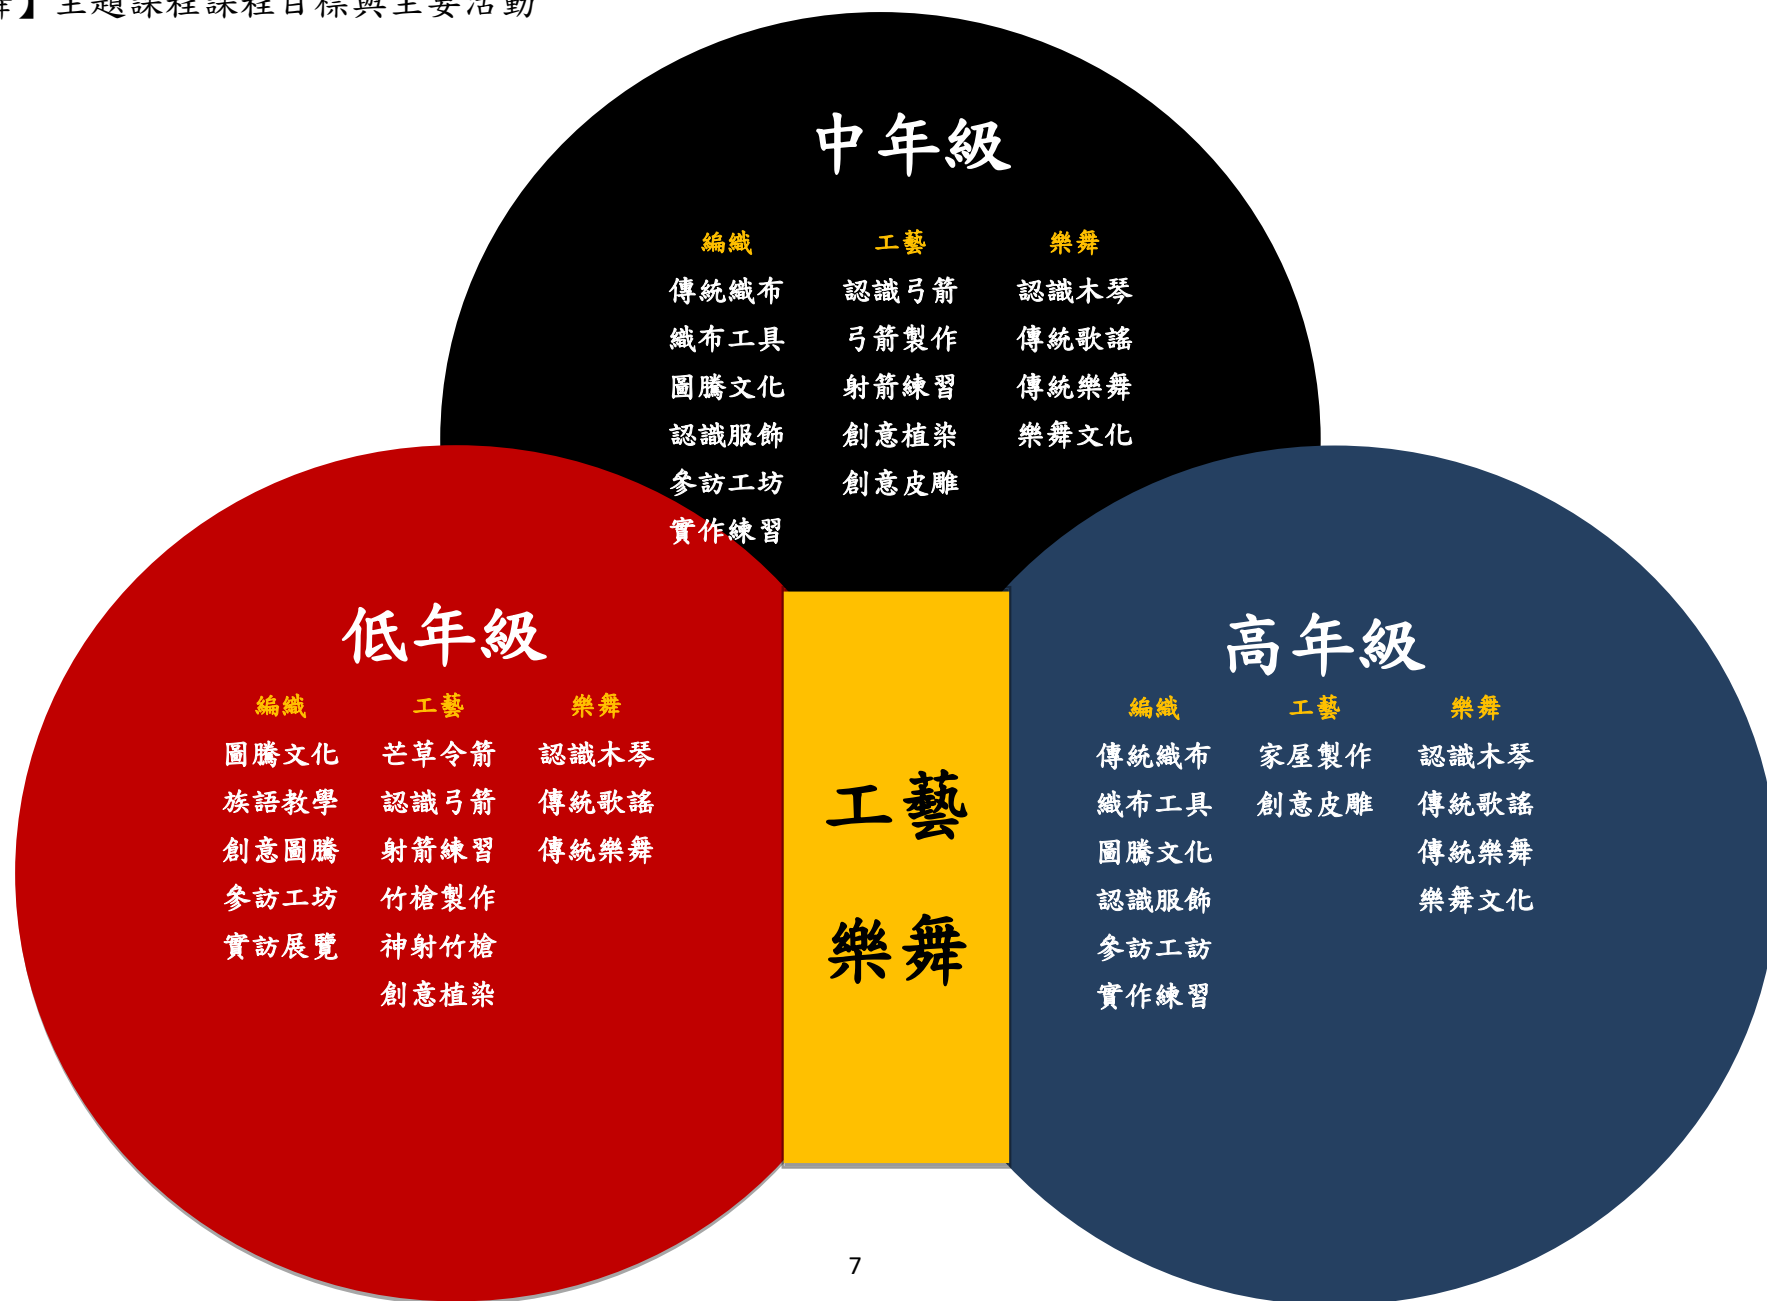 】主題課程課程目標與主要活動
中年級
編織 工藝 樂舞
傳統織布 認識弓箭 認識木琴
織布工具 弓箭製作 傳統歌謠
圖騰文化 射箭練習 傳統樂舞
認識服飾 創意植染 樂舞文化
參訪工坊 創意皮雕
實作練習
低年級
編織 工藝 樂舞
圖騰文化 芒草令箭 認識木琴
族語教學 認識弓箭 傳統歌謠
創意圖騰 射箭練習 傳統樂舞
參訪工坊 竹槍製作
實訪展覽 神射竹槍
創意植染
工藝
樂舞
高年級
編織 工藝 樂舞
傳統織布 家屋製作 認識木琴
織布工具 創意皮雕 傳統歌謠
圖騰文化 傳統樂舞
認識服飾 樂舞文化
參訪工訪
實作練習
7